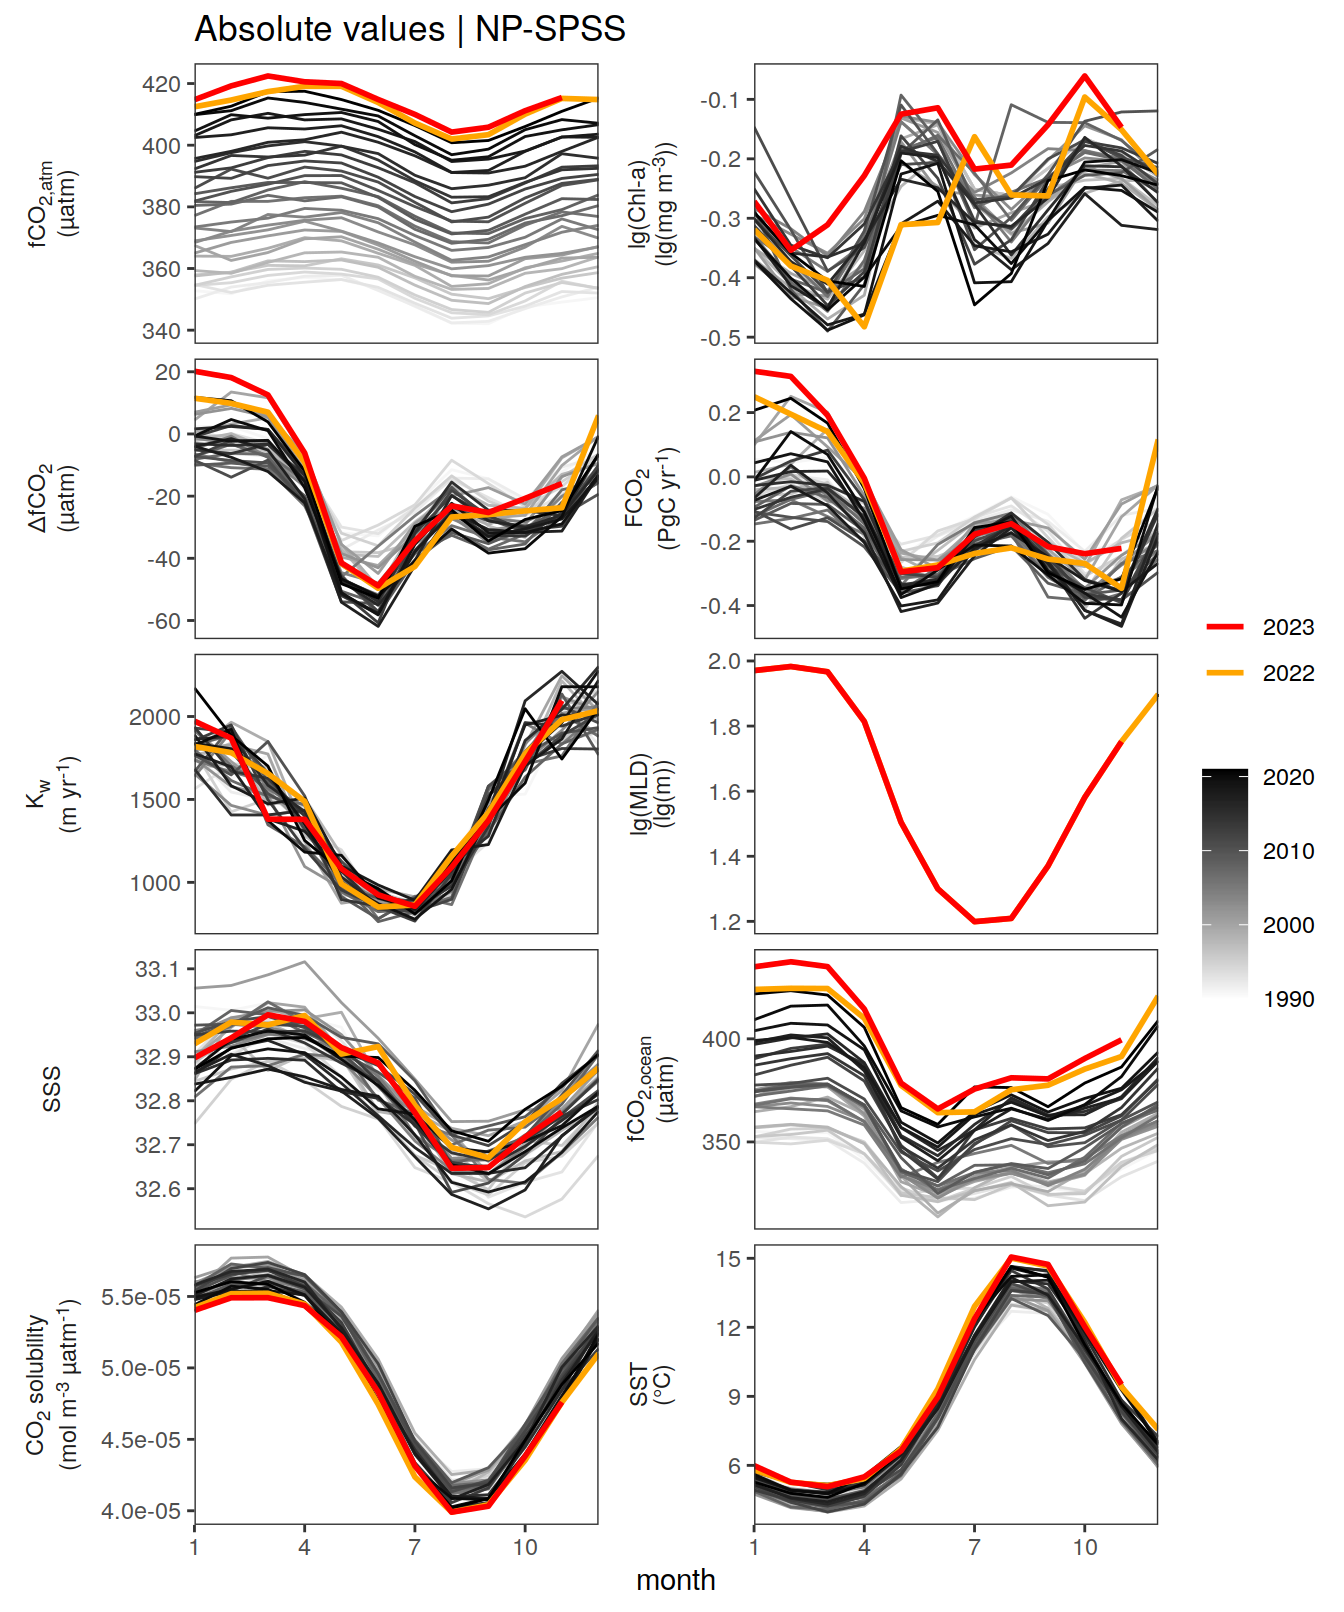 Absolute values | NP-SPSS
fCO2,atm
(µatm)
420
400
380
360
340
lg(Chl-a)
(lg(mg m-3))
-0.1
-0.2
-0.3
-0.4
-0.5
ΔfCO2
(µatm)
20
0
-20
-40
-60
FCO2
(PgC yr-1)
0.2
0.0
-0.2
-0.4
Kw
(m yr-1)
2000
1500
1000
lg(MLD)
(lg(m))
2.0
1.8
1.6
1.4
1.2
SSS
33.1
33.0
32.9
32.8
32.7
32.6
fCO2,ocean
(µatm)
400
350
CO2 solubility
(mol m-3 µatm-1)
5.5e-05
5.0e-05
4.5e-05
4.0e-05
SST
(°C)
15
12
9
6
1 4 7 10
1 4 7 10
month
2023
2022
2020
2010
2000
1990